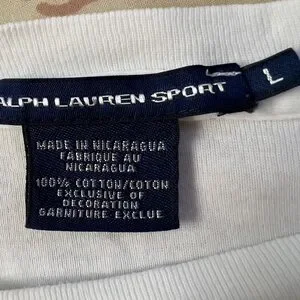 ALPH LAUREN SPORT
L
MADE IN NICARAGUA
FABRIQUE AU
NICARAGUA
100% COTTON/COTON
EXCLUSIVE OF
DECORATION
GARNITURE EXCLUE